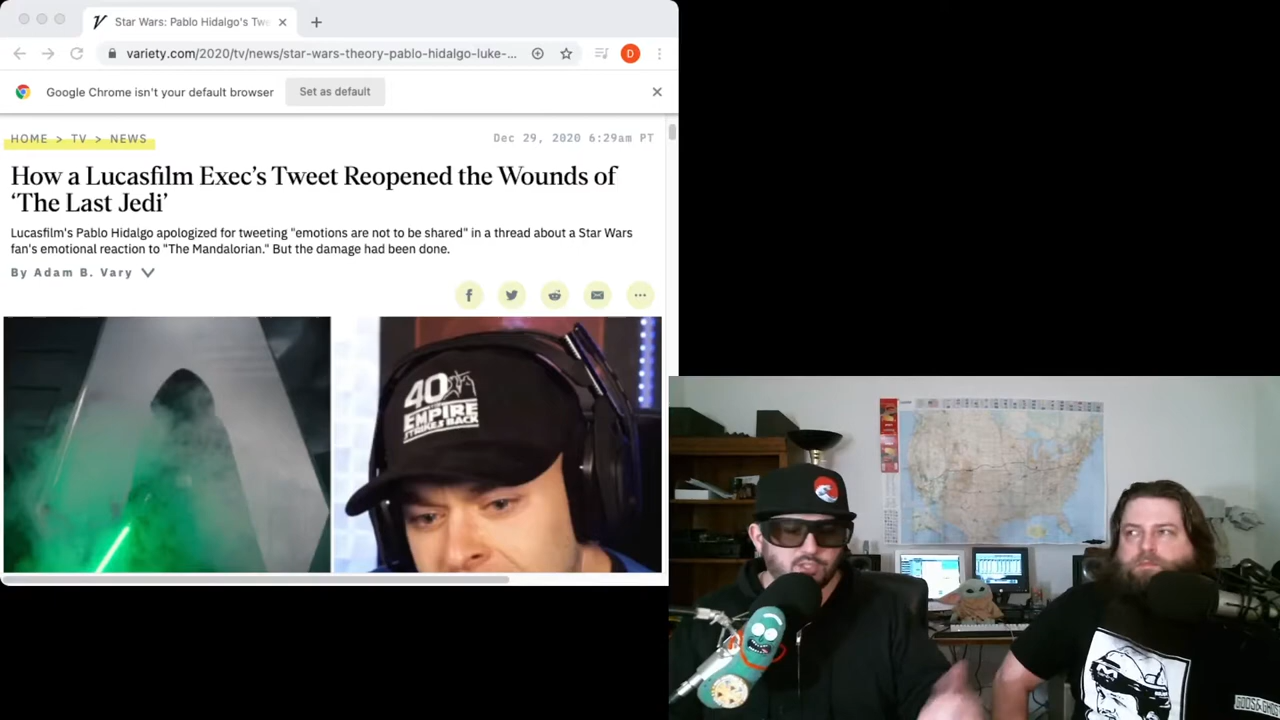 Star Wars: Pablo Hidalgo's Twe
variety.com/2020/tv/news/star-wars-theory-pablo-hidalgo-luke-...
D
Google Chrome isn't your default browser
Set as default
HOME > TV > NEWS
Dec 29, 2020 6:29am PT
How a Lucasfilm Exec's Tweet Reopened the Wounds of
'The Last Jedi'
Lucasfilm's Pablo Hidalgo apologized for tweeting "emotions are not to be shared" in a thread about a Star Wars
fan's emotional reaction to "The Mandalorian." But the damage had been done.
By Adam B. Vary
40
EMPIRE
STRIKES BACK